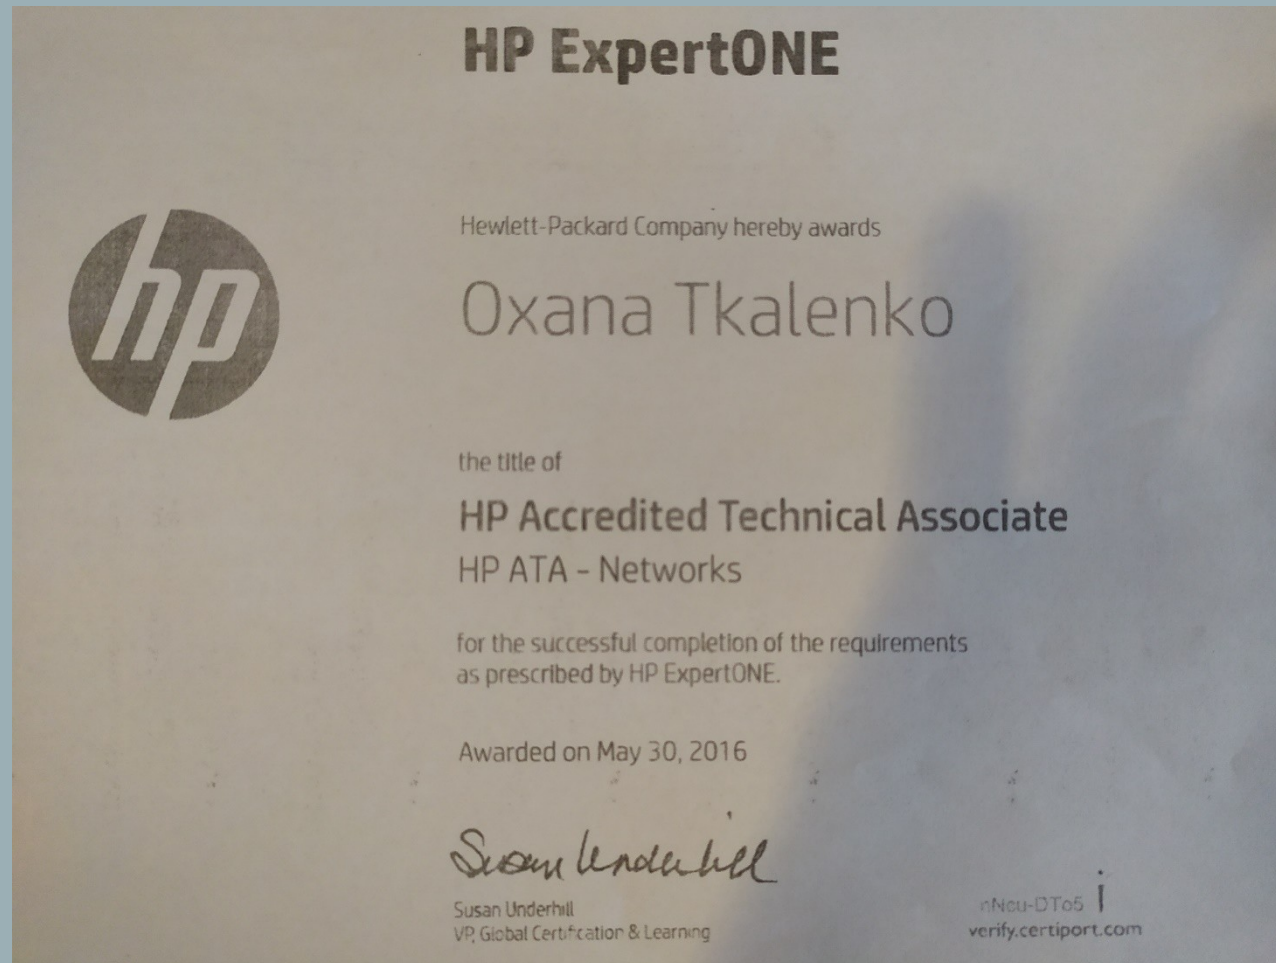 HP ExpertONE
hp
Hewlett-Packard Company hereby awards
Oxana Tkalenko
the title of
HP Accredited Technical Associate
HP ATA - Networks
for the successful completion of the requirements
as prescribed by HP ExpertONE.
Awarded on May 30, 2016
Susan Underhill
Susan Underhill
VP, Global Certification & Learning
verify.certiport.com